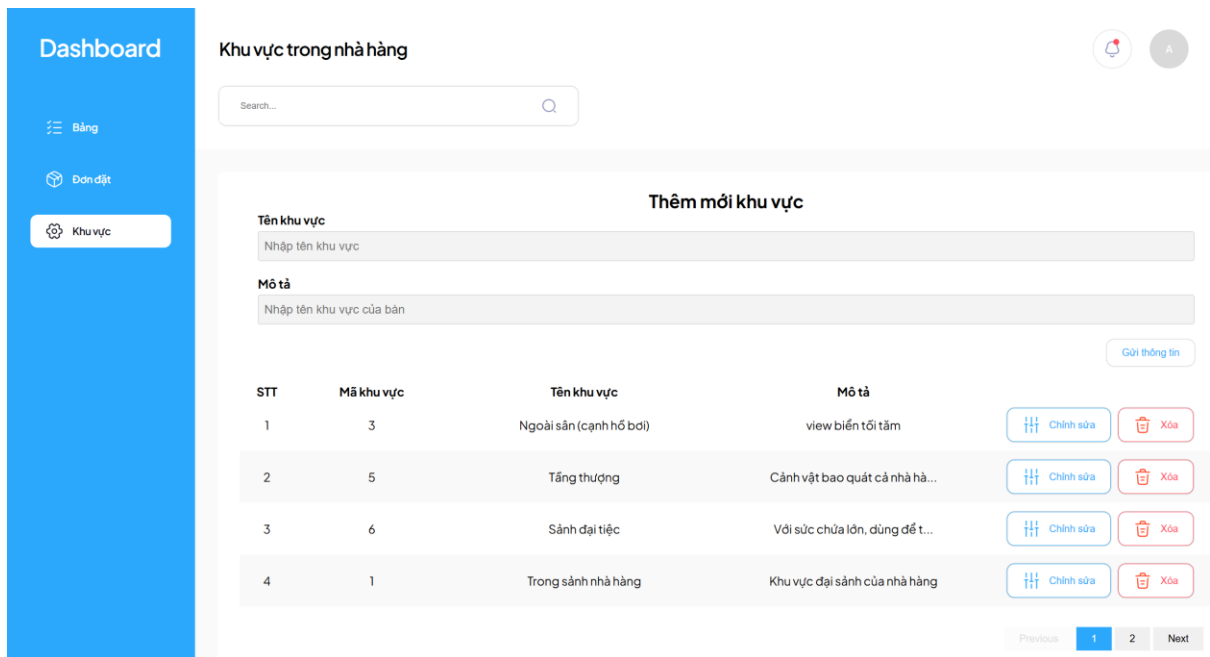 Dashboard
Khu vực trong nhà hàng
A
Search...
Bảng
Đơn đặt
Khu vực
Thêm mới khu vực
Tên khu vực
Nhập tên khu vực
Mô tả
Nhập tên khu vực của bàn
Gửi thông tin
STT Mã khu vực Tên khu vực Mô tả
1 3 Ngoài sân (cạnh hồ bơi) view biển tối tăm Chỉnh sửa Xóa
2 5 Tầng thượng Cảnh vật bao quát cả nhà hà... Chỉnh sửa Xóa
3 6 Sảnh đại tiệc Với sức chứa lớn, dùng để t... Chỉnh sửa Xóa
4 1 Trong sảnh nhà hàng Khu vực đại sảnh của nhà hàng Chỉnh sửa Xóa
Previous 1 2 Next